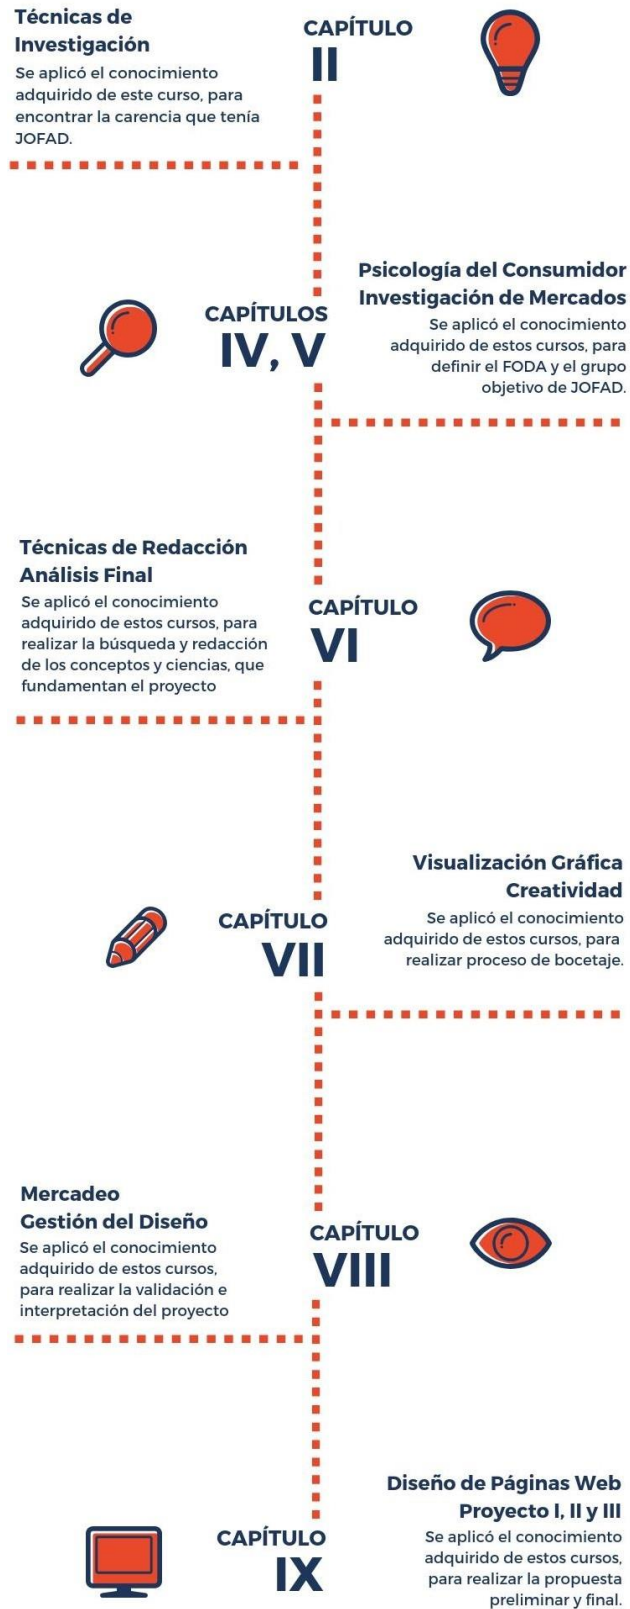 Técnicas de
Investigación
Se aplicó el conocimiento
adquirido de este curso, para
encontrar la carencia que tenía
JOFAD.
CAPÍTULO
II
Psicología del Consumidor
Investigación de Mercados
Se aplicó el conocimiento
adquirido de estos cursos, para
definir el FODA y el grupo
objetivo de JOFAD.
CAPÍTULOS
IV, V
Técnicas de Redacción
Análisis Final
Se aplicó el conocimiento
adquirido de estos cursos, para
realizar la búsqueda y redacción
de los conceptos y ciencias, que
fundamentan el proyecto
CAPÍTULO
VI
Visualización Gráfica
Creatividad
Se aplicó el conocimiento
adquirido de estos cursos, para
realizar proceso de bocetaje.
CAPÍTULO
VII
Mercadeo
Gestión del Diseño
Se aplicó el conocimiento
adquirido de estos cursos,
para realizar la validación e
interpretación del proyecto
CAPÍTULO
VIII
Diseño de Páginas Web
Proyecto I, II y III
Se aplicó el conocimiento
adquirido de estos cursos,
para realizar la propuesta
preliminar y final.
CAPÍTULO
IX